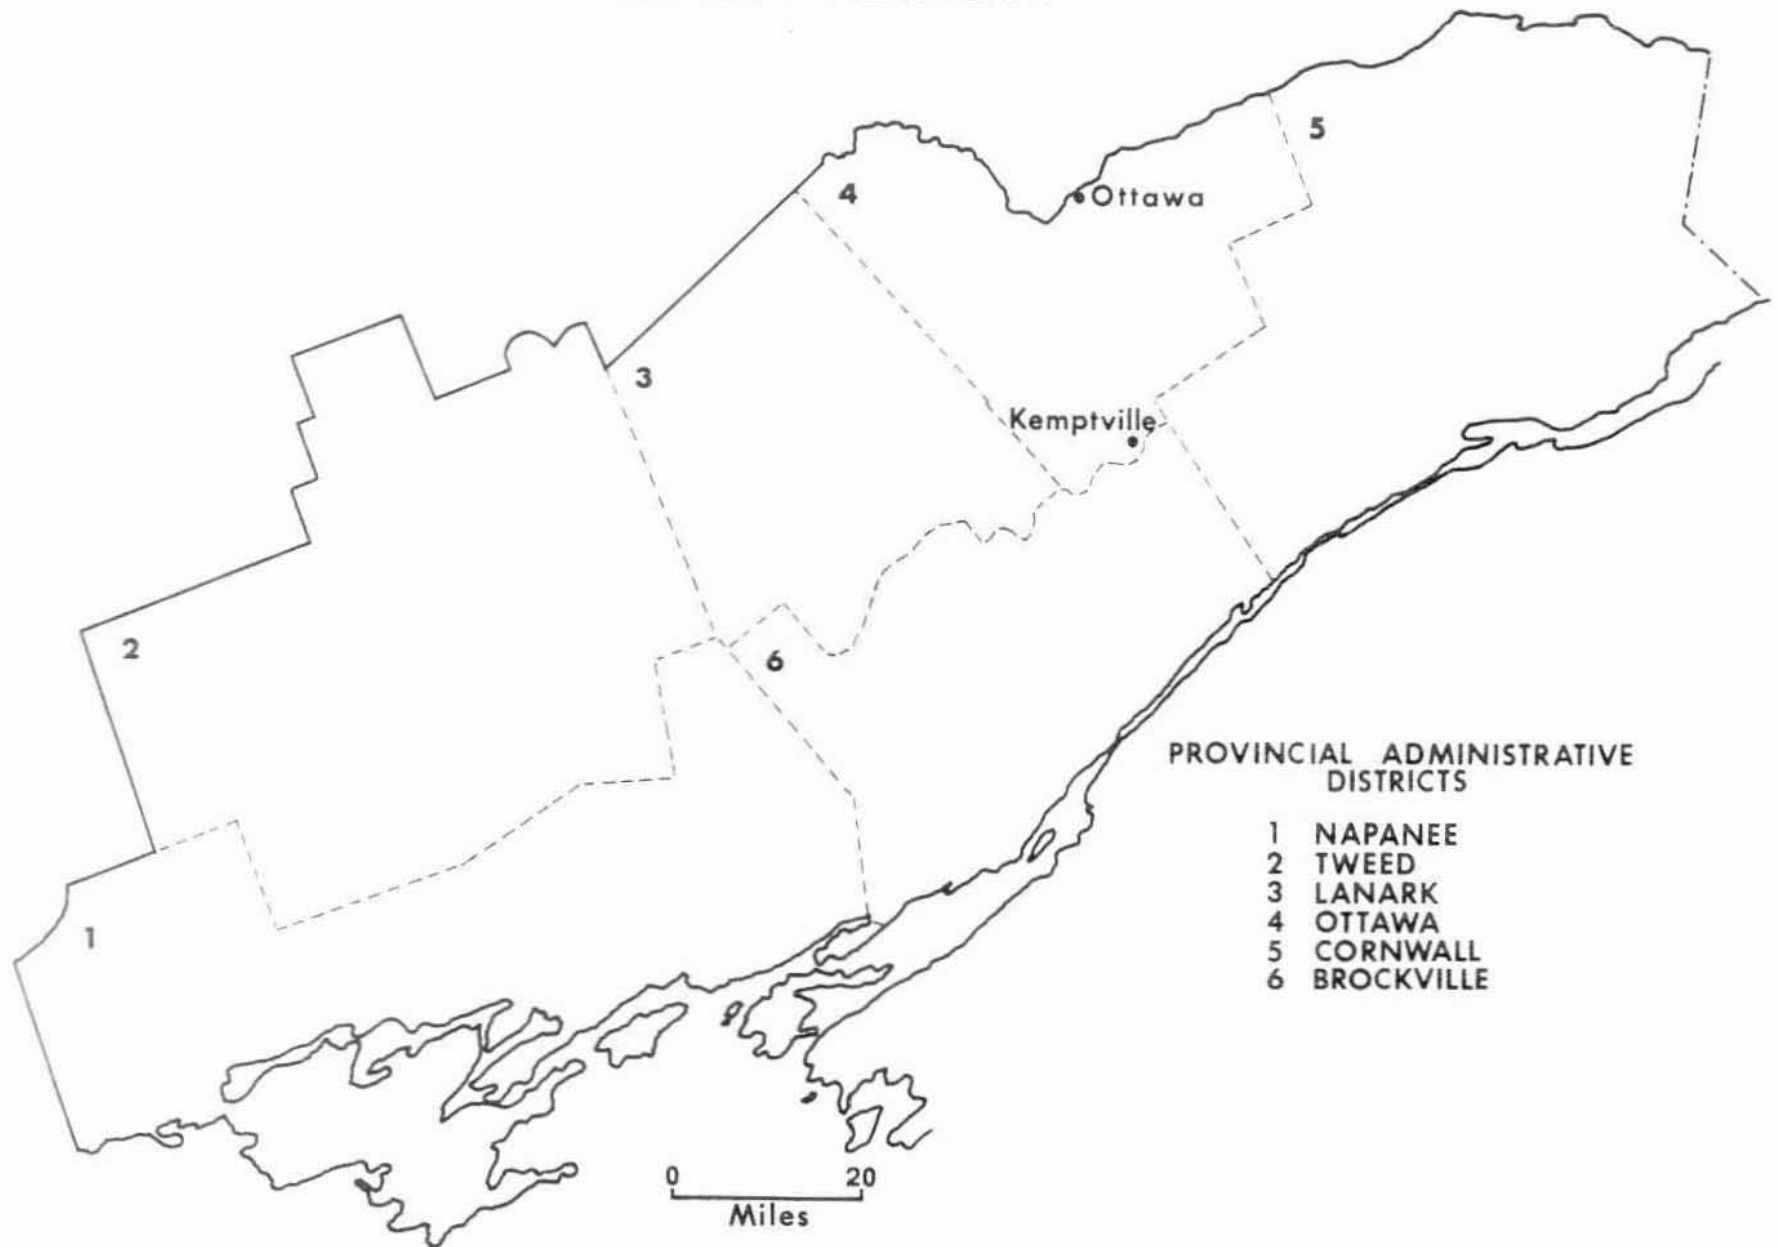 5
4
Ottawa
3
Kemptville
2
6
PROVINCIAL ADMINISTRATIVE
DISTRICTS
1 NAPANEE
2 TWEED
3 LANARK
4 OTTAWA
5 CORNWALL
6 BROCKVILLE
1
0 20
Miles